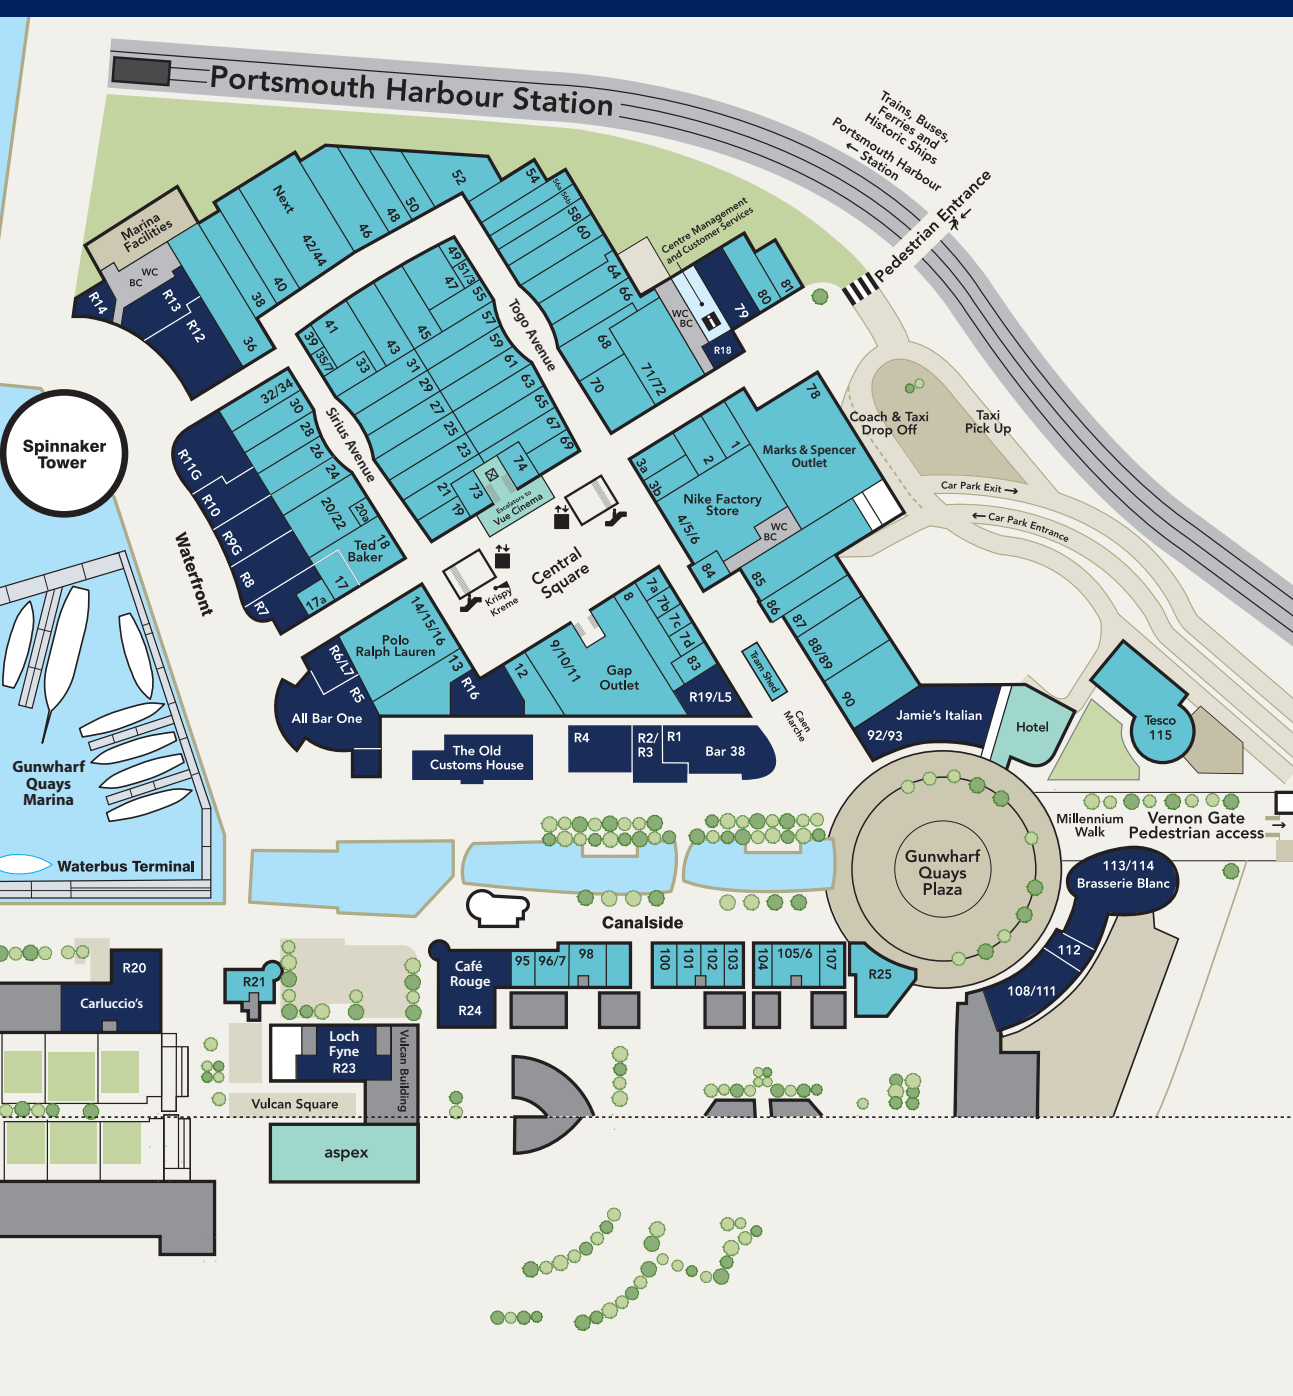 Portsmouth Harbour Station
Trains, Buses,
Ferries and
Historic Ships
Portsmouth Harbour
← Station
Pedestrian Entrance
Centre Management
and Customer Services
Marina
Facilities
WC
BC
R14
R13
R12
36
38
40
Next
42/44
46
48
50
52
54
56a
56b
58
60
64
66
68
70
71/72
WC
BC
R18
79
80
81
Togo Avenue
49
51/3
47
55
57
59
61
63
65
67
69
45
43
41
39
35/7
33
31
29
27
25
23
21
19
73
74
Escalators to
Vue Cinema
Sirius Avenue
32/34
30
28
26
24
20/22
20a
18
Ted
Baker
17
17a
R11G
R10
R9G
R8
R7
Waterfront
Spinnaker
Tower
Gunwharf
Quays
Marina
Waterbus Terminal
78
Marks & Spencer
Outlet
1
2
3a
3b
Nike Factory
Store
4/5/6
WC
BC
84
Coach & Taxi
Drop Off
Taxi
Pick Up
Car Park Exit →
← Car Park Entrance
Central
Square
Krispy
Kreme
14/15/16
Polo
Ralph Lauren
13
R16
12
9/10/11
8
Gap
Outlet
7a
7b
7c
7d
83
R19/L5
R6/L7
R5
All Bar One
The Old
Customs House
R4
R2/
R3
R1
Bar 38
Tram Shed
Caen
Marche
85
86
87
88/89
90
92/93
Jamie's Italian
Hotel
Tesco
115
Millennium
Walk
Vernon Gate
Pedestrian access
→
Gunwharf
Quays
Plaza
113/114
Brasserie Blanc
112
108/111
Canalside
R20
Carluccio's
R21
Café
Rouge
R24
95
96/7
98
100
101
102
103
104
105/6
107
R25
Loch
Fyne
R23
Vulcan Building
Vulcan Square
aspex